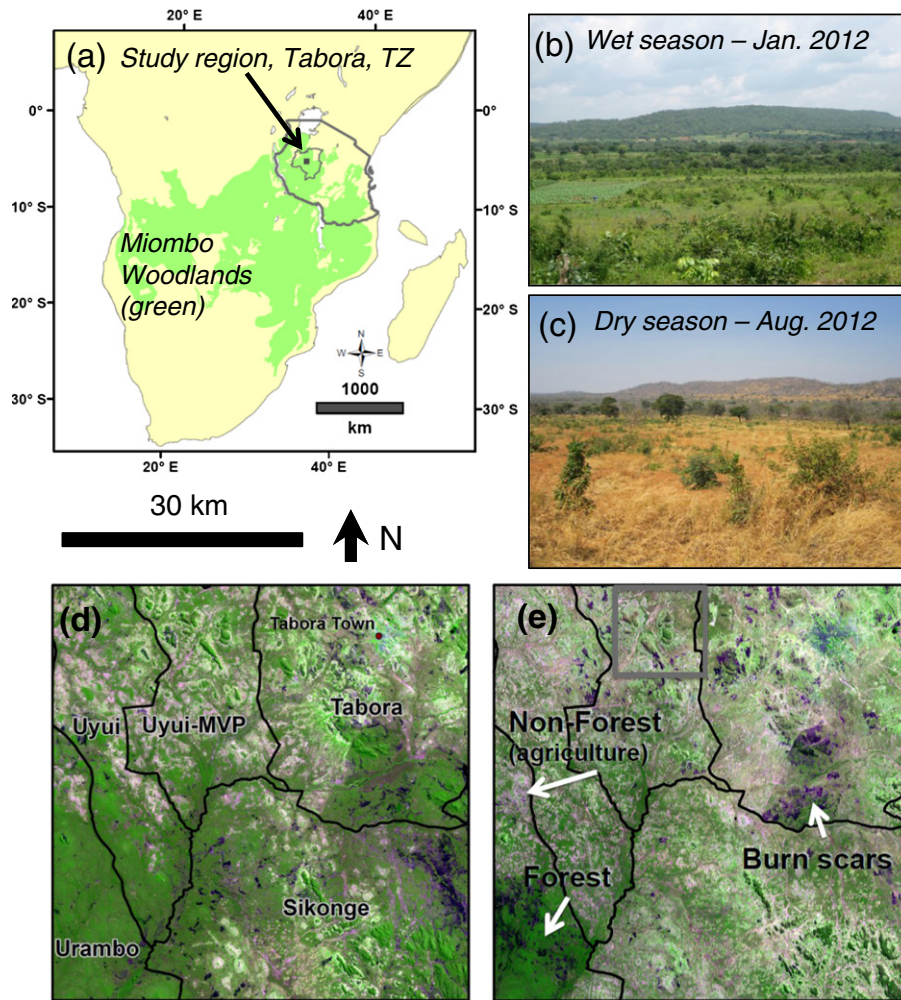 20° E
40° E
(a) Study region, Tabora, TZ
0°
0°
10° S
10° S
Miombo
Woodlands
(green)
20° S
20° S
N
W
E
S
1000
km
30° S
30° S
20° E
40° E
(b) Wet season – Jan. 2012
(c) Dry season – Aug. 2012
30 km
N
(d)
Tabora Town
Uyui
Uyui-MVP
Tabora
Sikonge
Urambo
(e)
Non-Forest
(agriculture)
Forest
Burn scars